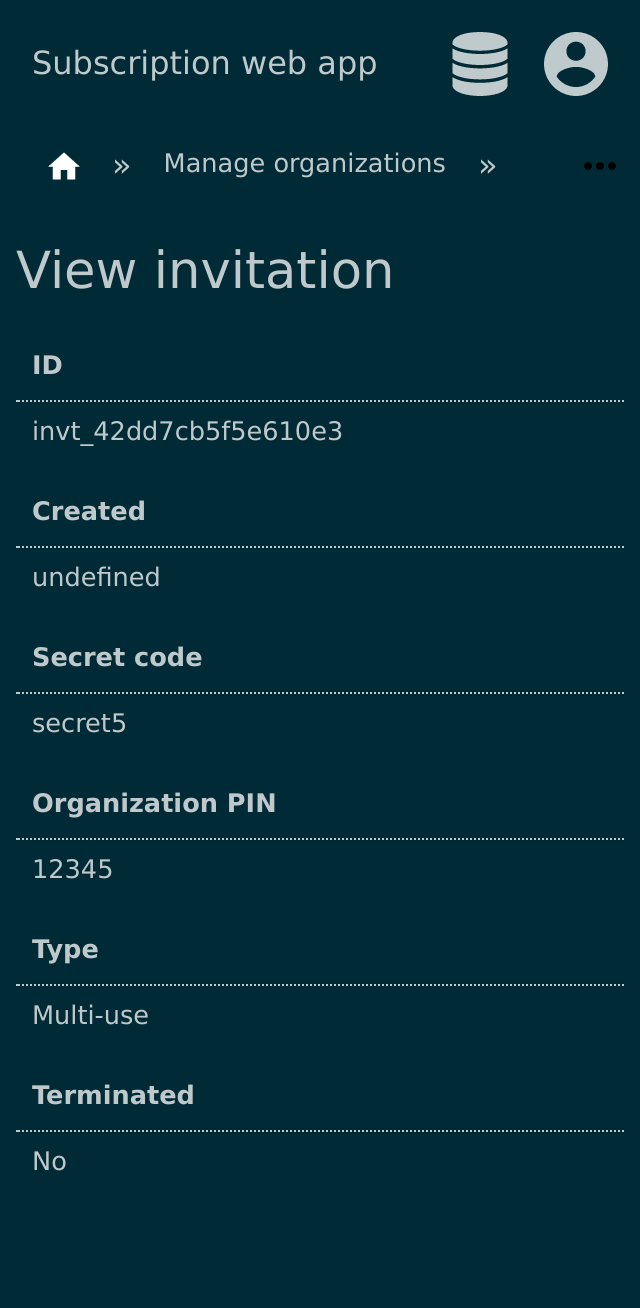 Subscription web app
» Manage organizations » •••
View invitation
ID
invt_42dd7cb5f5e610e3
Created
undefined
Secret code
secret5
Organization PIN
12345
Type
Multi-use
Terminated
No